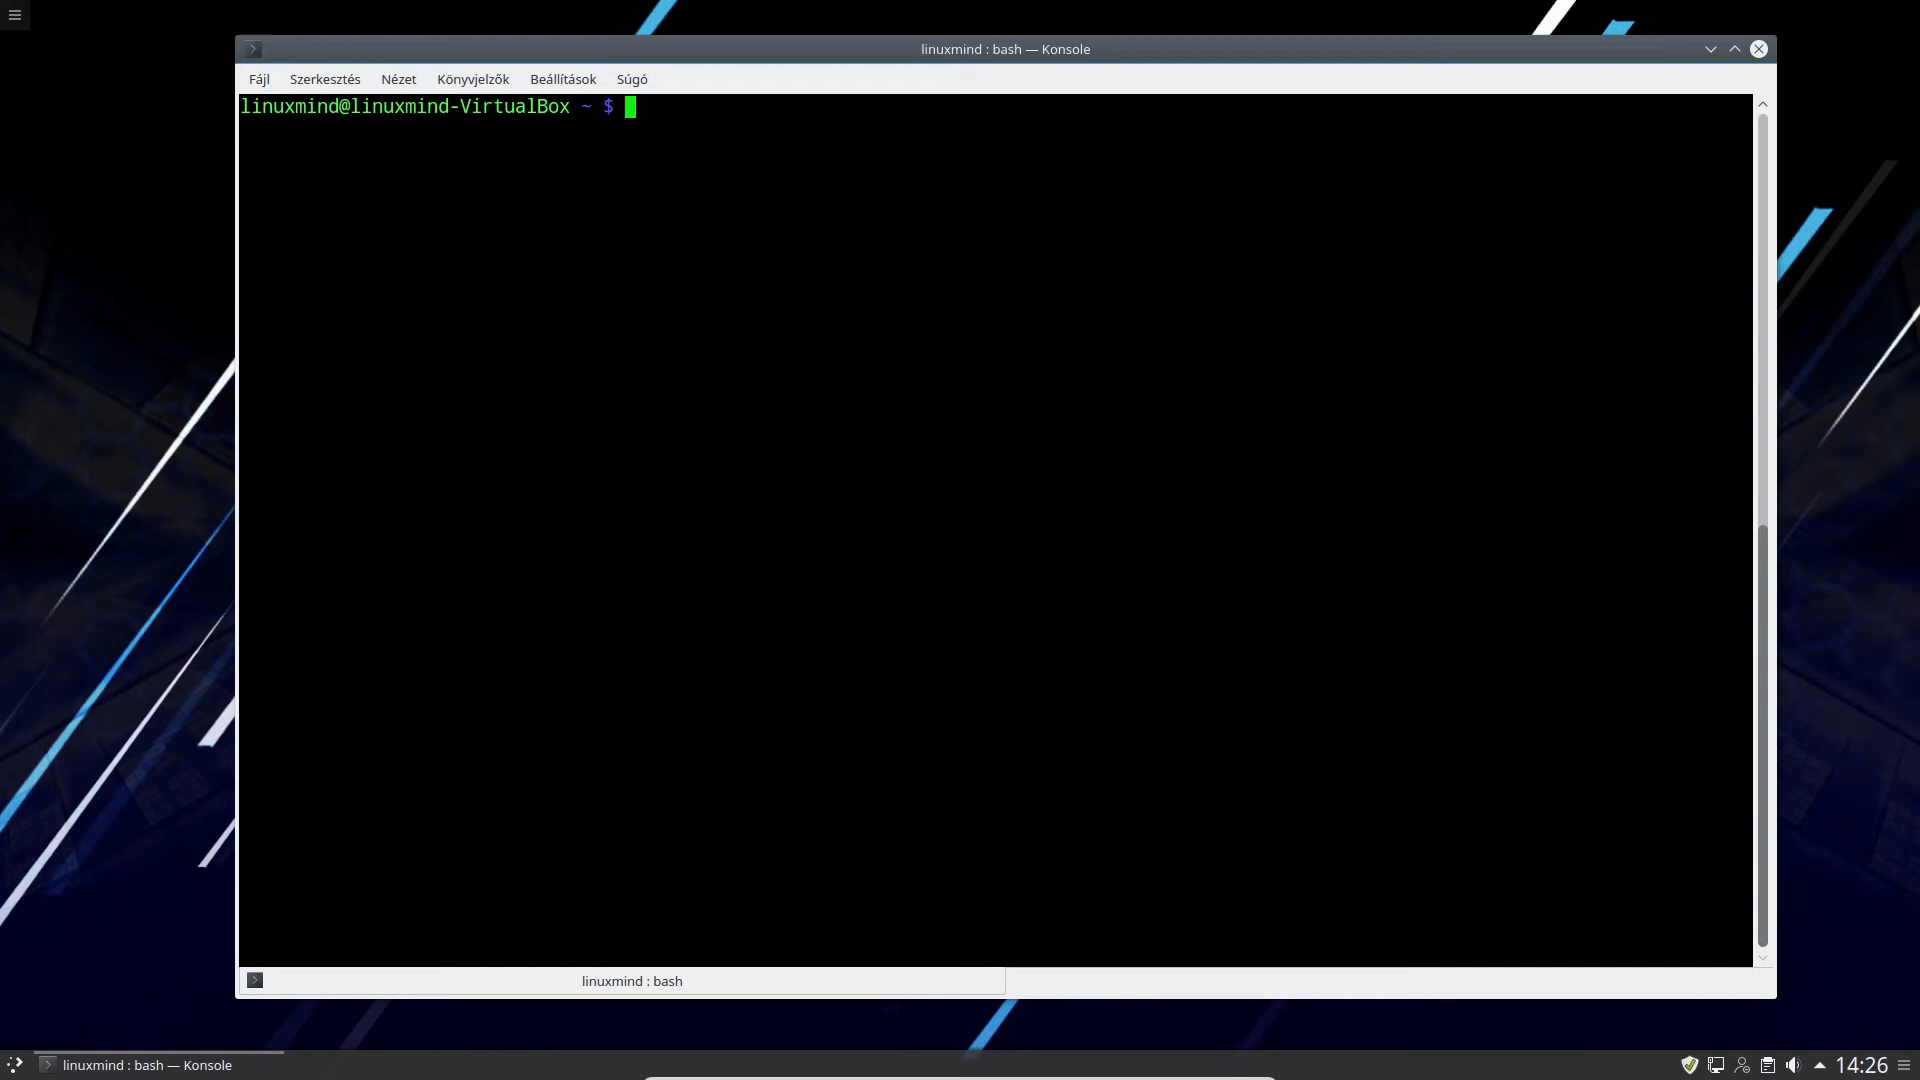 linuxmind : bash — Konsole
Fájl Szerkesztés Nézet Könyvjelzők Beállítások Súgó
linuxmind@linuxmind-VirtualBox ~ $
linuxmind : bash
linuxmind : bash — Konsole
14:26